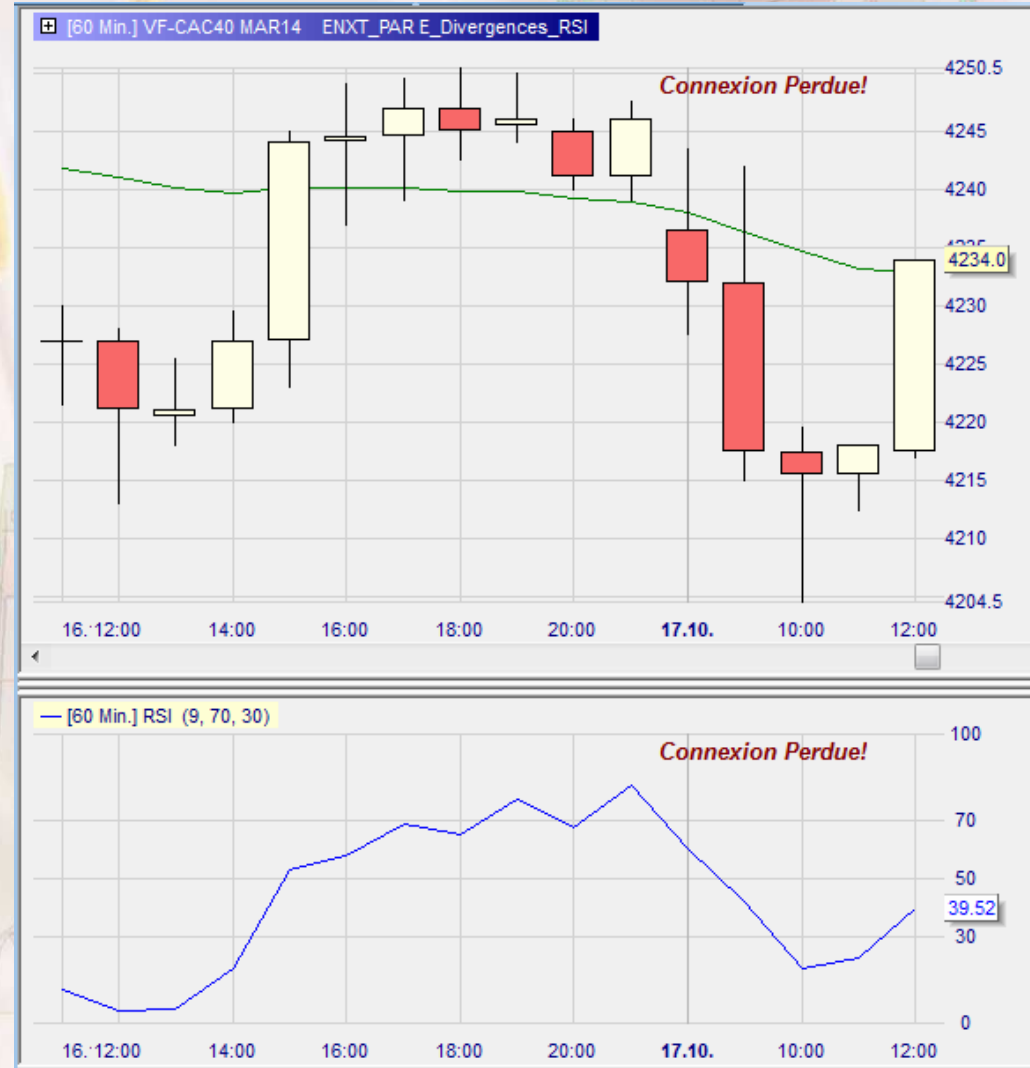 [60 Min.] VF-CAC40 MAR14 ENXT_PAR E_Divergences_RSI
4250.5
Connexion Perdue!
4245
4240
4235
4234.0
4230
4225
4220
4215
4210
4204.5
16. 12:00 14:00 16:00 18:00 20:00 17.10. 10:00 12:00
[60 Min.] RSI (9, 70, 30)
100
Connexion Perdue!
70
50
39.52
30
0
16. 12:00 14:00 16:00 18:00 20:00 17.10. 10:00 12:00